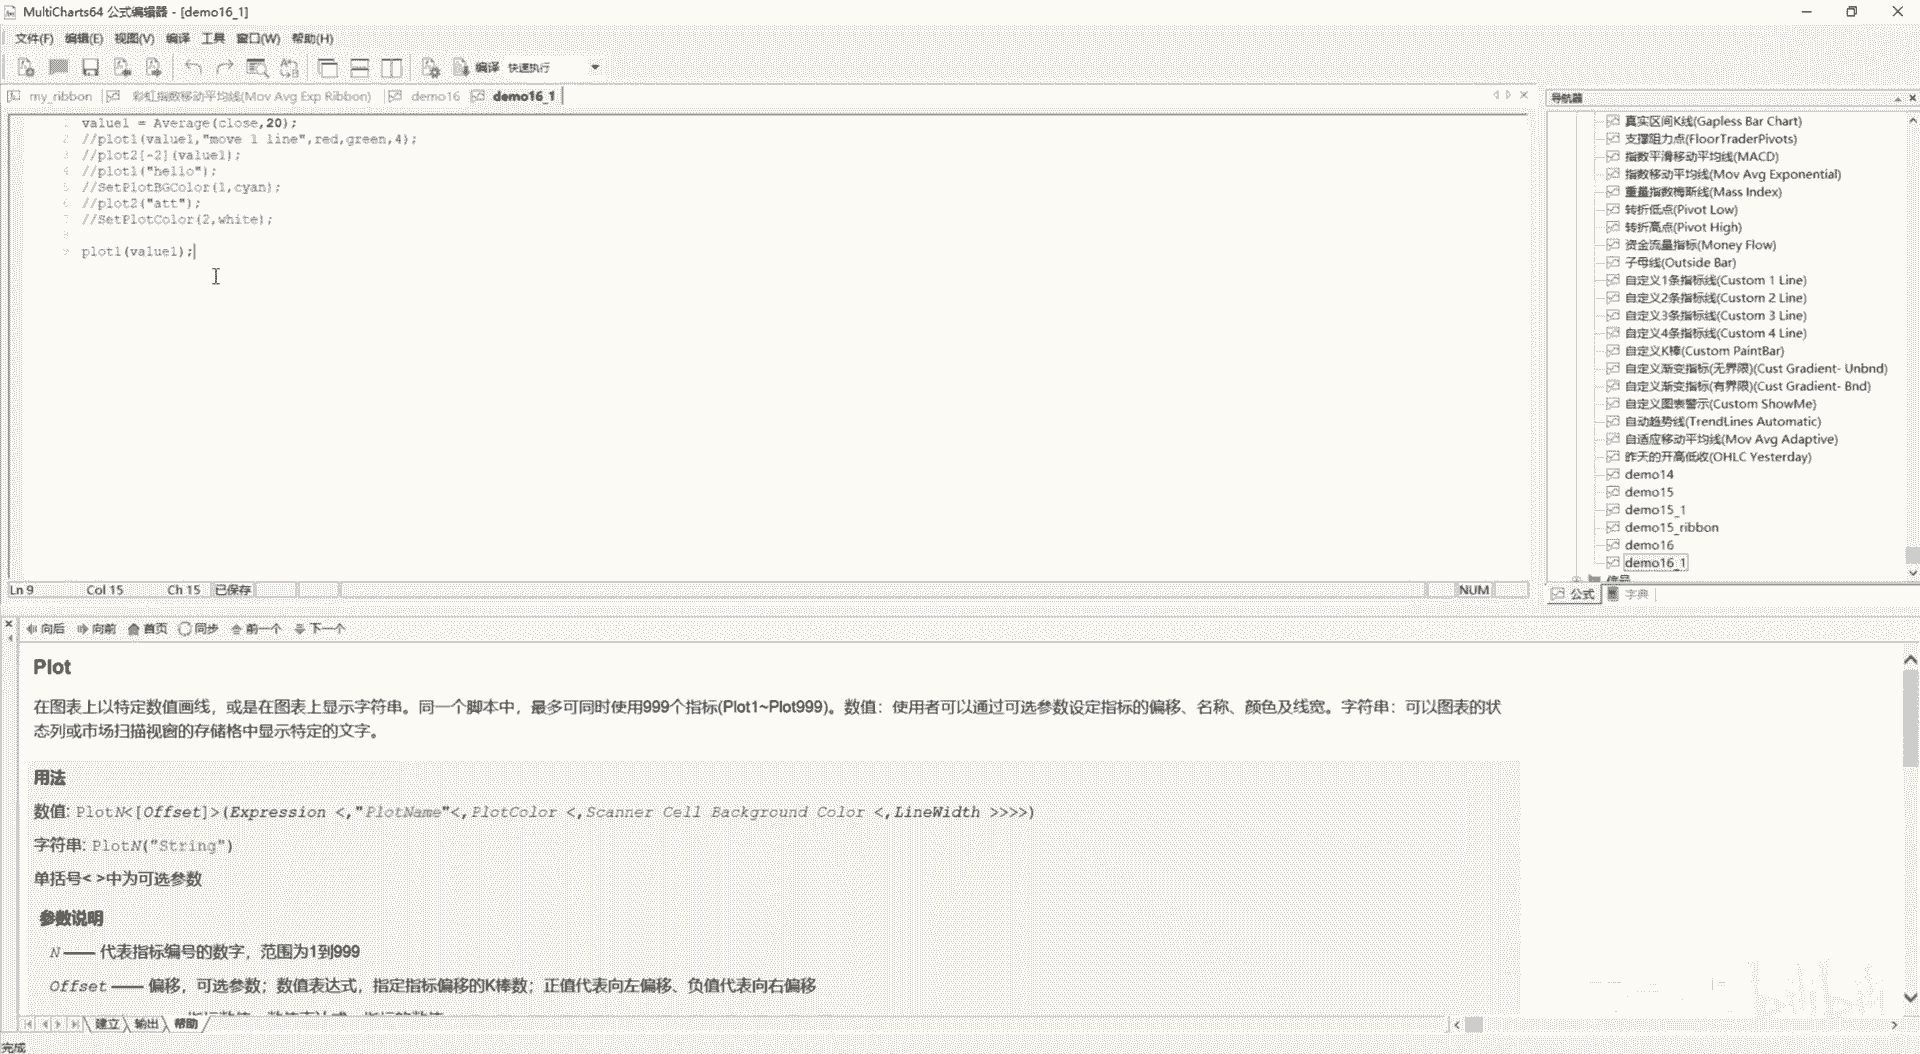 MultiCharts64 公式编辑器 - [demo16_1]
文件(F) 编辑(E) 视图(V) 编译 工具 窗口(W) 帮助(H)
编译 快速执行
my_ribbon 彩虹指数移动平均线(Mov Avg Exp Ribbon) demo16 demo16_1
导航器
1 value1 = Average(close,20);
2 //plot1(value1,"move 1 line",red,green,4);
3 //plot2[-2](value1);
4 //plot1("hello");
5 //SetPlotBGColor(1,cyan);
6 //plot2("att");
7 //SetPlotColor(2,white);
8
9 plot1(value1);
真实区间K线(Gapless Bar Chart)
支撑阻力点(FloorTraderPivots)
指数平滑移动平均线(MACD)
指数移动平均线(Mov Avg Exponential)
重量指数梅斯线(Mass Index)
转折低点(Pivot Low)
转折高点(Pivot High)
资金流量指标(Money Flow)
子母线(Outside Bar)
自定义1条指标线(Custom 1 Line)
自定义2条指标线(Custom 2 Line)
自定义3条指标线(Custom 3 Line)
自定义4条指标线(Custom 4 Line)
自定义K棒(Custom PaintBar)
自定义渐变指标(无界限)(Cust Gradient- Unbnd)
自定义渐变指标(有界限)(Cust Gradient- Bnd)
自定义图表警示(Custom ShowMe)
自动趋势线(TrendLines Automatic)
自适应移动平均线(Mov Avg Adaptive)
昨天的开高低收(OHLC Yesterday)
demo14
demo15
demo15_1
demo15_ribbon
demo16
demo16_1
信号
公式 字典
Ln 9 Col 15 Ch 15 已保存 NUM
向后 向前 首页 同步 前一个 下一个
Plot
在图表上以特定数值画线，或是在图表上显示字符串。同一个脚本中，最多可同时使用999个指标(Plot1~Plot999)。数值：使用者可以通过可选参数设定指标的偏移、名称、颜色及线宽。字符串：可以图表的状
态列或市场扫描视窗的存储格中显示特定的文字。
用法
数值: PlotN<[Offset]>(Expression <,"PlotName"<,PlotColor <,Scanner Cell Background Color <,LineWidth >>>>)
字符串: PlotN("String")
单括号< >中为可选参数
参数说明
N —— 代表指标编号的数字，范围为1到999
Offset —— 偏移，可选参数；数值表达式，指定指标偏移的K棒数；正值代表向左偏移、负值代表向右偏移
建立 输出 帮助
完成
bilibili